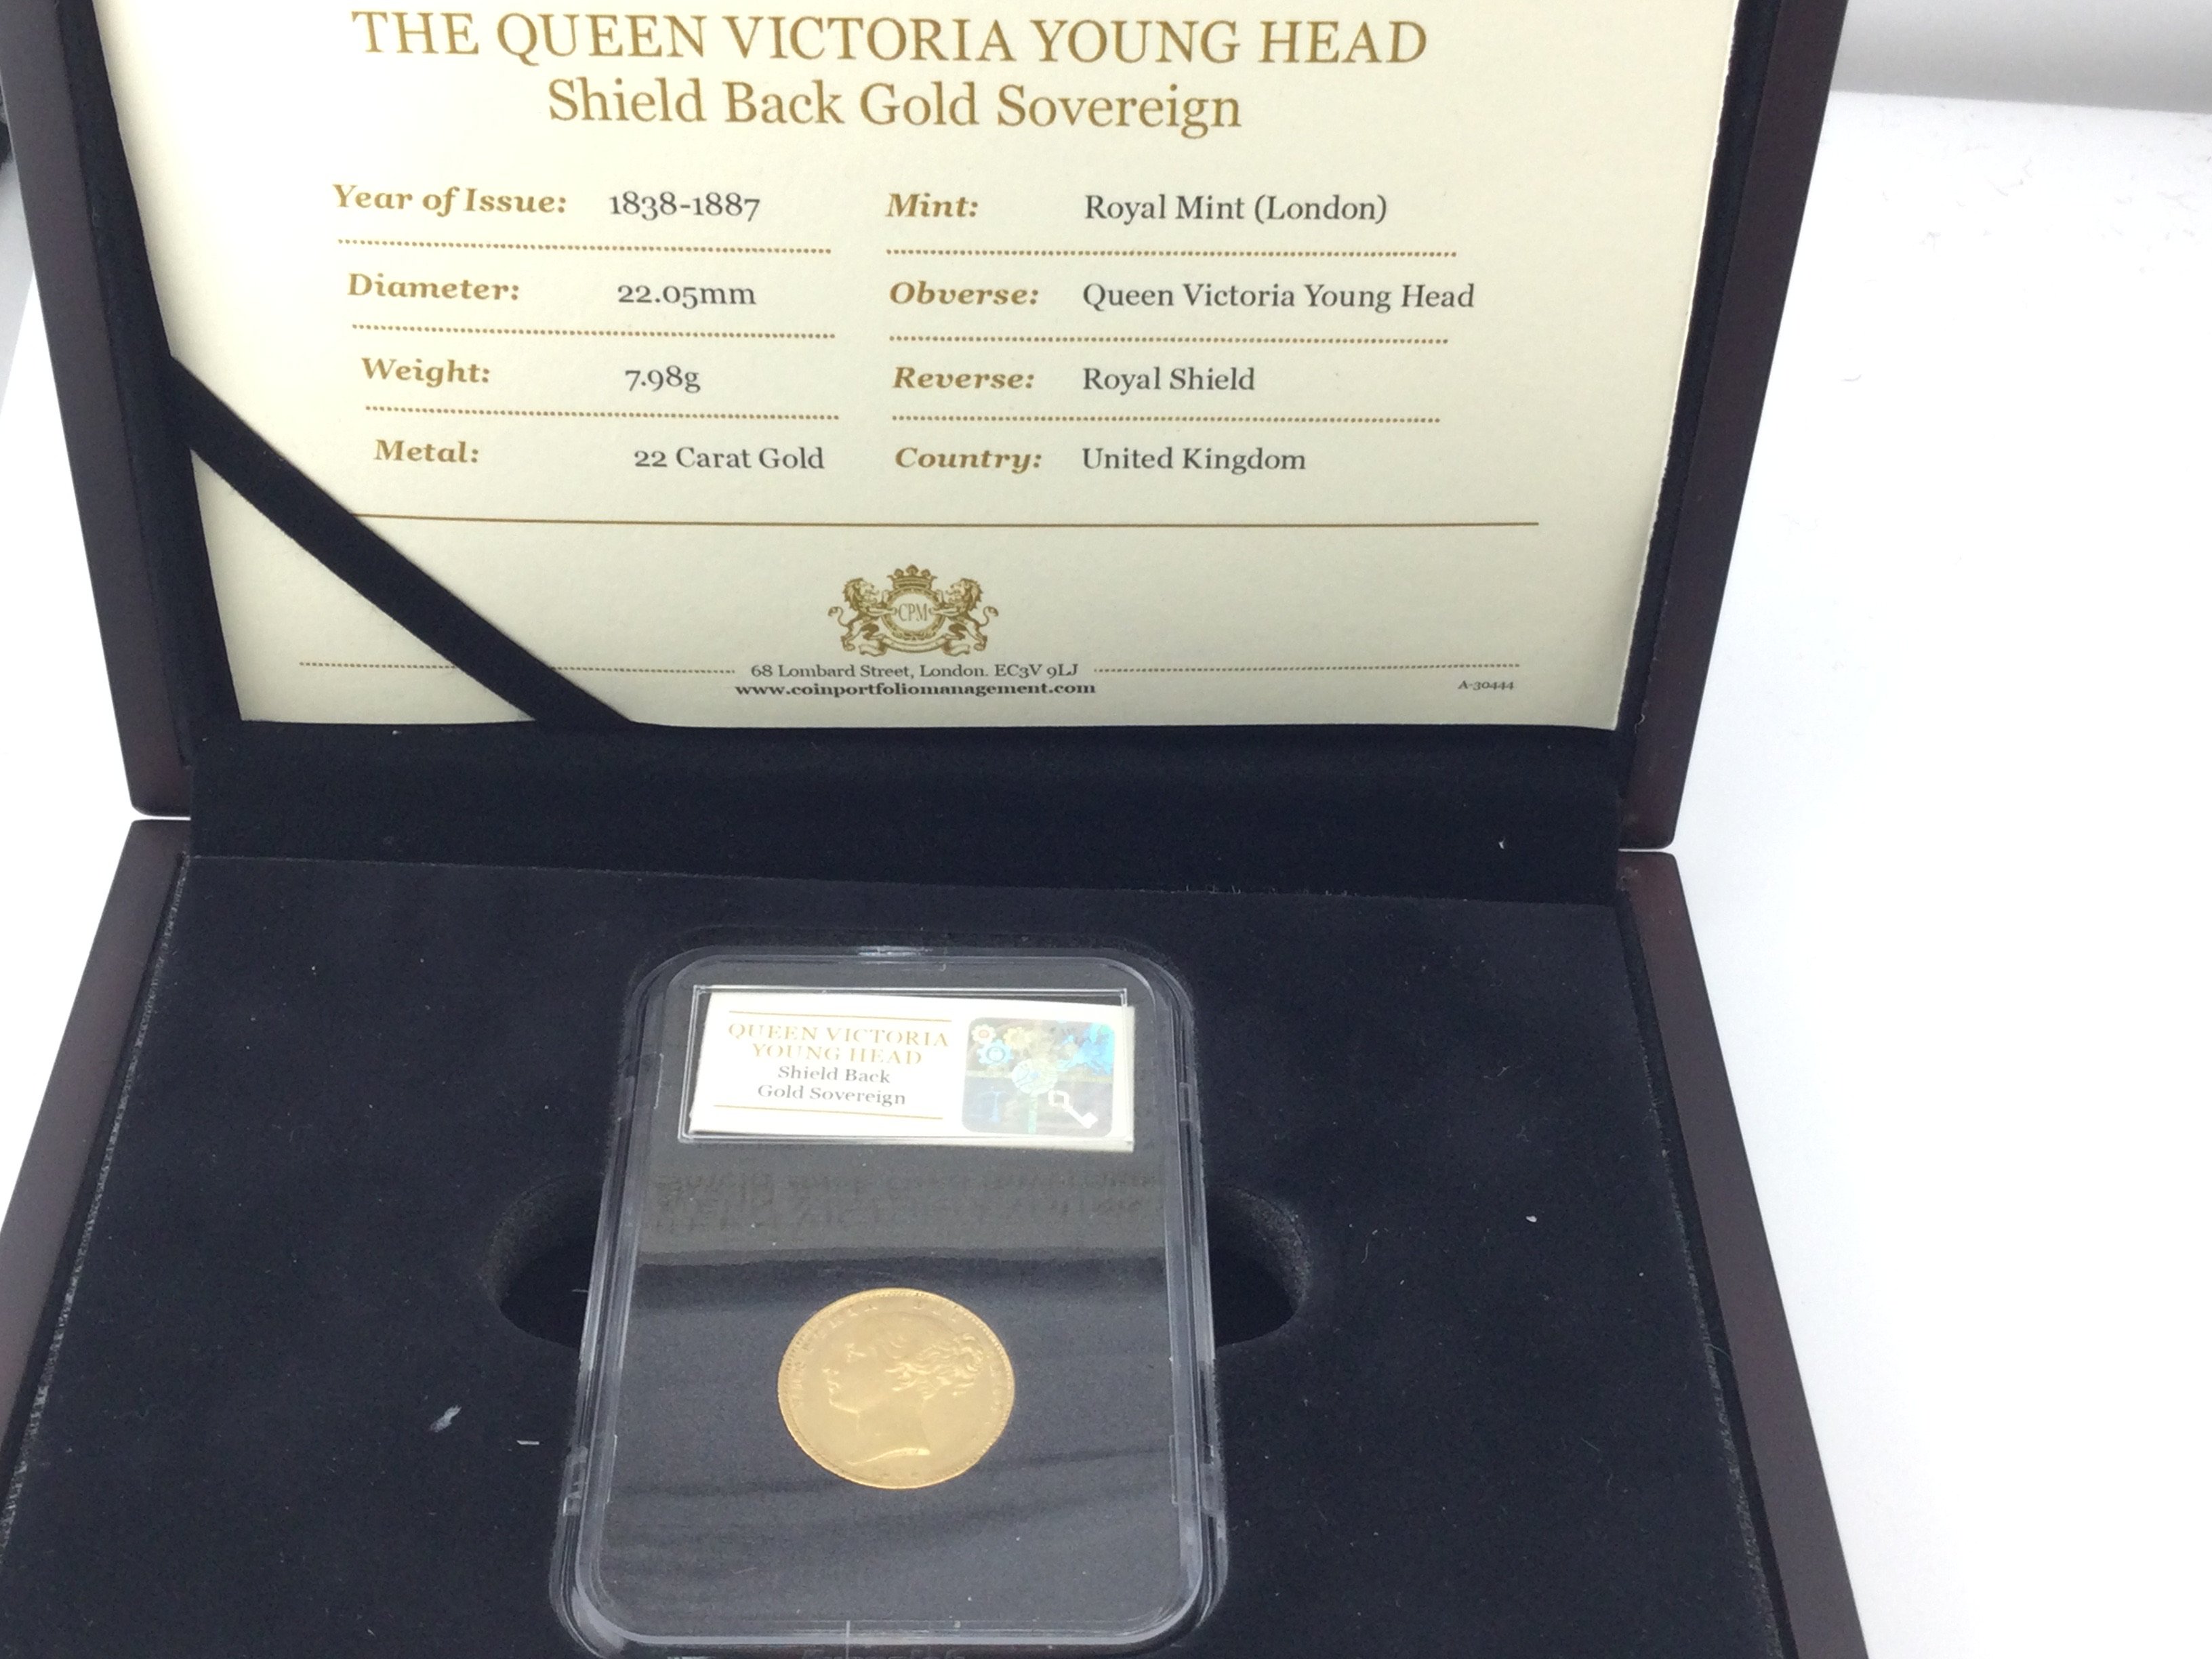 THE QUEEN VICTORIA YOUNG HEAD
Shield Back Gold Sovereign
Year of Issue: 1838-1887 Mint: Royal Mint (London)
Diameter: 22.05mm Obverse: Queen Victoria Young Head
Weight: 7.98g Reverse: Royal Shield
Metal: 22 Carat Gold Country: United Kingdom
CPM
68 Lombard Street, London. EC3V 9LJ
www.coinportfoliomanagement.com
A-30444
QUEEN VICTORIA
YOUNG HEAD
Shield Back
Gold Sovereign